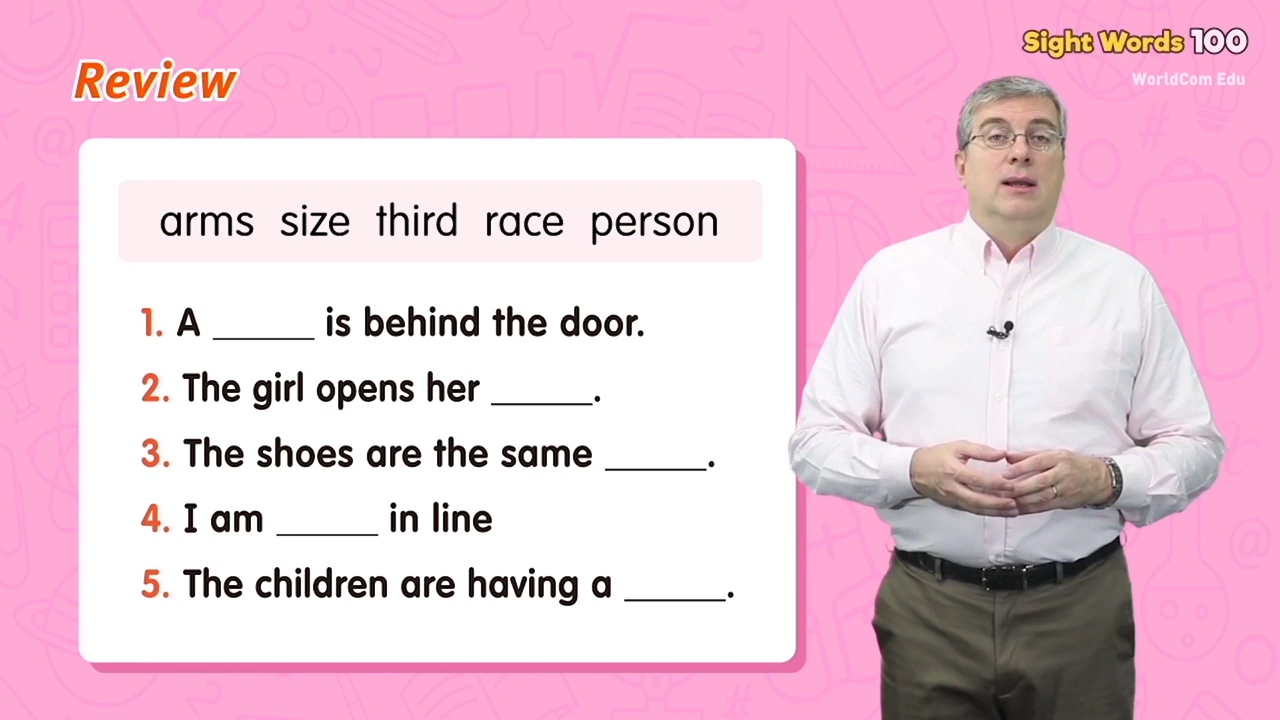 Sight Words 100
WorldCom Edu
Review
arms size third race person
1. A ______ is behind the door.
2. The girl opens her ______.
3. The shoes are the same ______.
4. I am ______ in line
5. The children are having a ______.